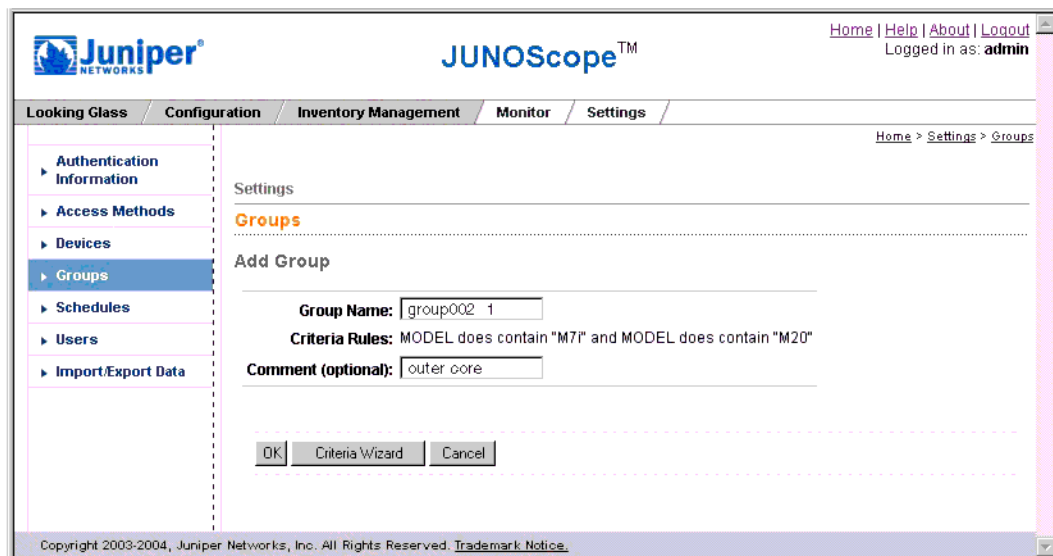 Juniper®
NETWORKS
JUNOScope™
Home | Help | About | Logout
Logged in as: admin
Looking Glass / Configuration / Inventory Management / Monitor / Settings /
Home > Settings > Groups
Authentication
Information
Access Methods
Devices
Groups
Schedules
Users
Import/Export Data
Settings
Groups
Add Group
Group Name: group002 1
Criteria Rules: MODEL does contain "M7i" and MODEL does contain "M20"
Comment (optional): outer core
OK Criteria Wizard Cancel
Copyright 2003-2004, Juniper Networks, Inc. All Rights Reserved. Trademark Notice.